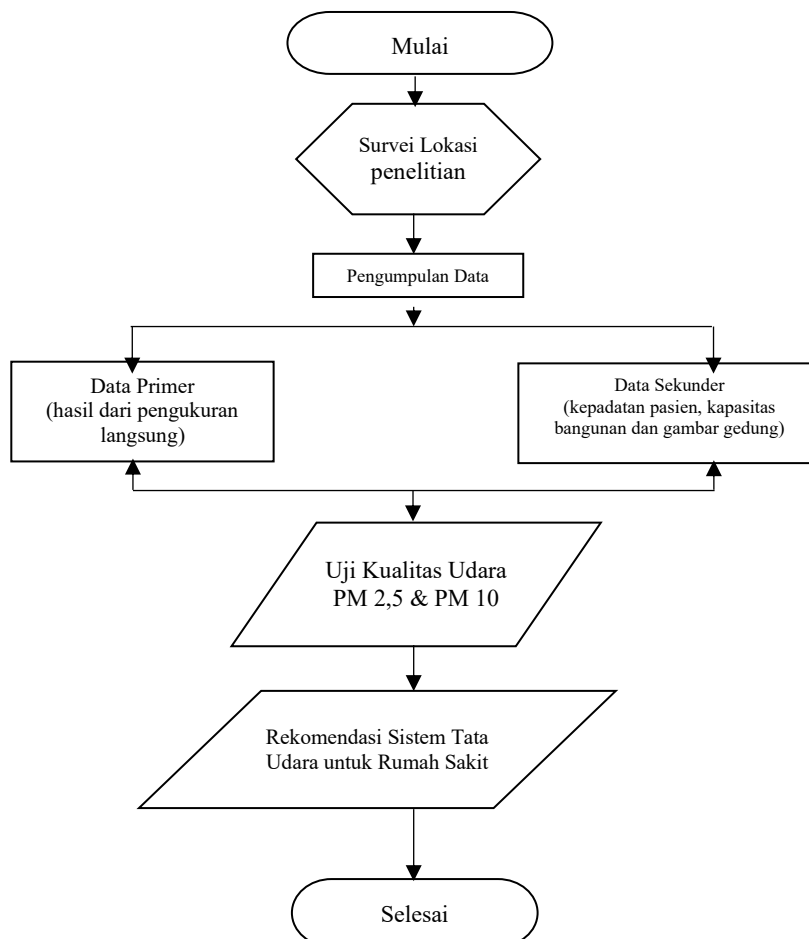 Mulai
Survei Lokasi
penelitian
Pengumpulan Data
Data Primer
(hasil dari pengukuran
langsung)
Data Sekunder
(kepadatan pasien, kapasitas
bangunan dan gambar gedung)
Uji Kualitas Udara
PM 2,5 & PM 10
Rekomendasi Sistem Tata
Udara untuk Rumah Sakit
Selesai